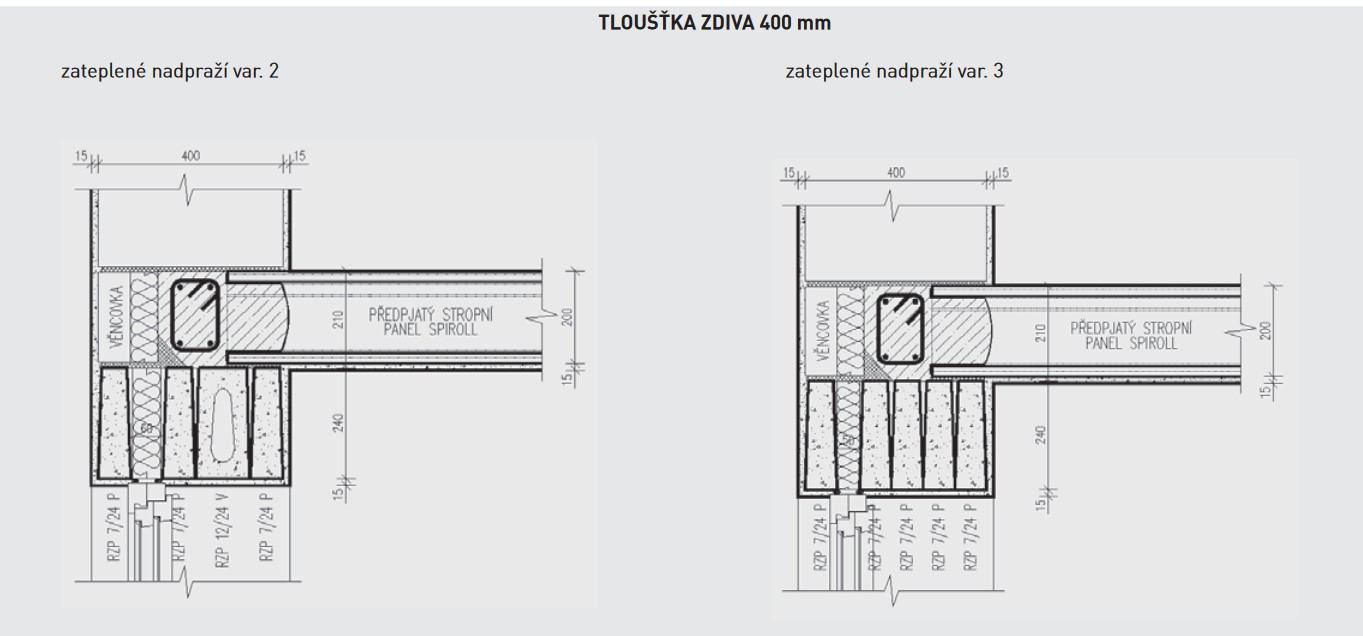 TLOUŠŤKA ZDIVA 400 mm
zateplené nadpraží var. 2
zateplené nadpraží var. 3
15
400
15
VĚNCOVKA
210
PŘEDPJATÝ STROPNÍ
PANEL SPIROLL
200
15
60
240
15
RZP 7/24 P
RZP 7/24 P
RZP 12/24 V
RZP 7/24 P
15
400
15
VĚNCOVKA
210
PŘEDPJATÝ STROPNÍ
PANEL SPIROLL
200
15
240
15
RZP 7/24 P
RZP 7/24 P
RZP 7/24 P
RZP 7/24 P
RZP 7/24 P